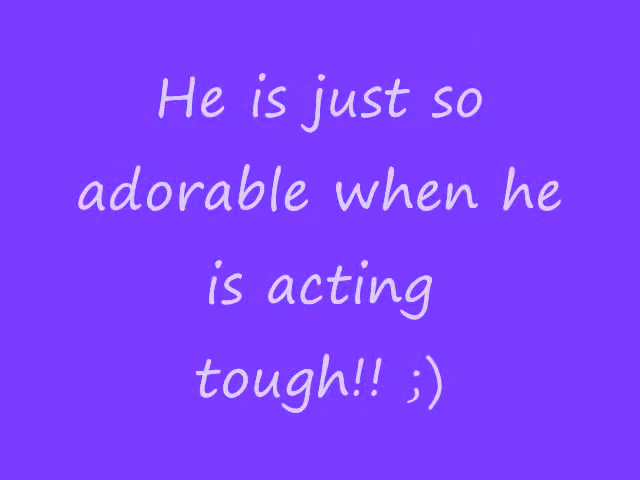 He is just so
adorable when he
is acting
tough!! ;)